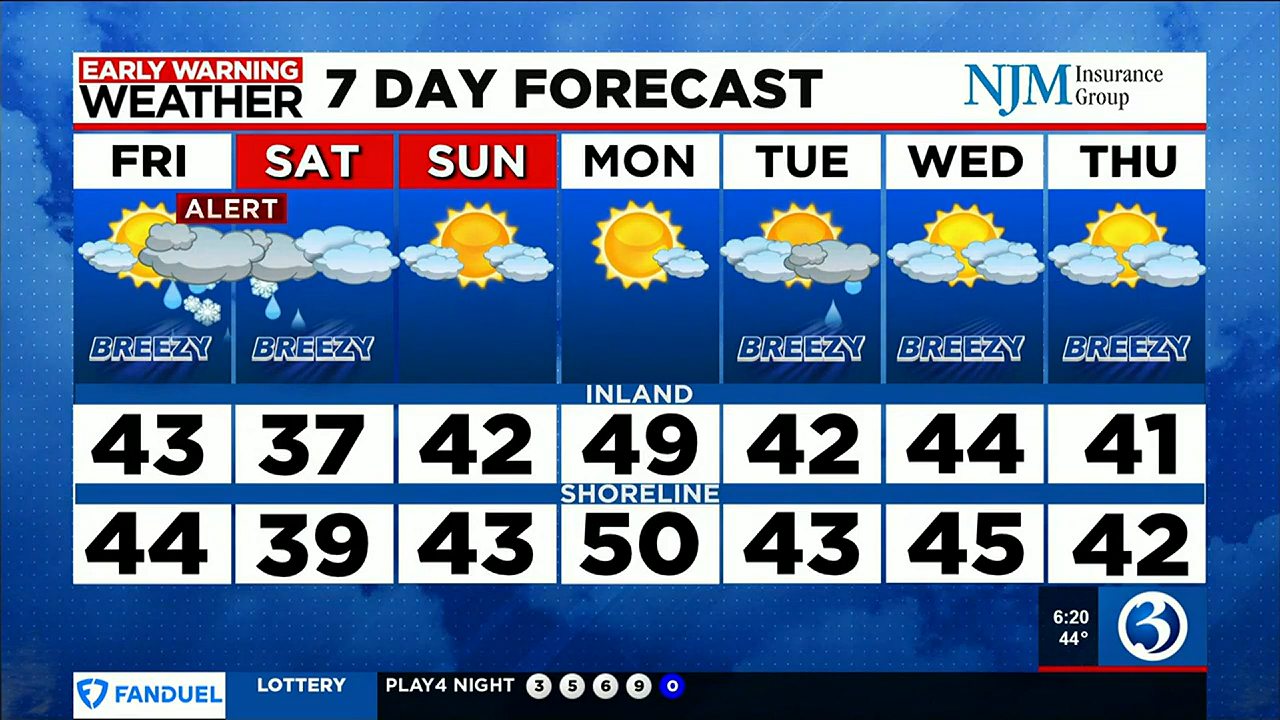 EARLY WARNING
WEATHER
7 DAY FORECAST
NJM Insurance
Group
FRI SAT SUN MON TUE WED THU
ALERT
BREEZY BREEZY BREEZY BREEZY BREEZY
INLAND
43 37 42 49 42 44 41
SHORELINE
44 39 43 50 43 45 42
6:20
44°
3
FANDUEL LOTTERY PLAY4 NIGHT 3 5 6 9 0